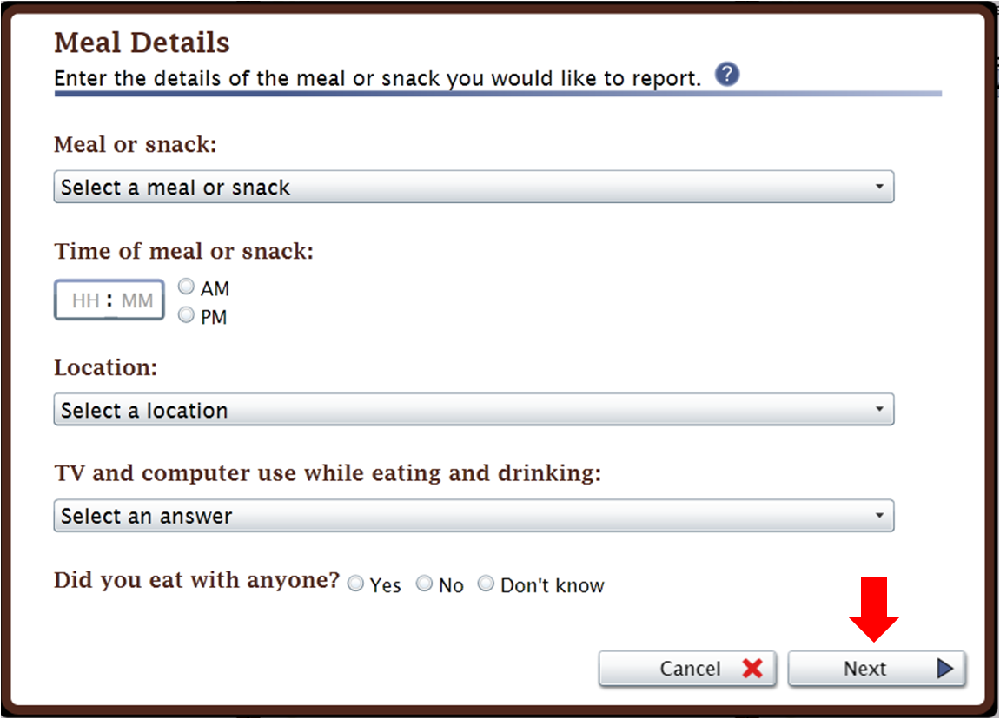 Meal Details
Enter the details of the meal or snack you would like to report. ?
Meal or snack:
Select a meal or snack
Time of meal or snack:
HH : MM AM
PM
Location:
Select a location
TV and computer use while eating and drinking:
Select an answer
Did you eat with anyone? Yes No Don't know
Cancel Next